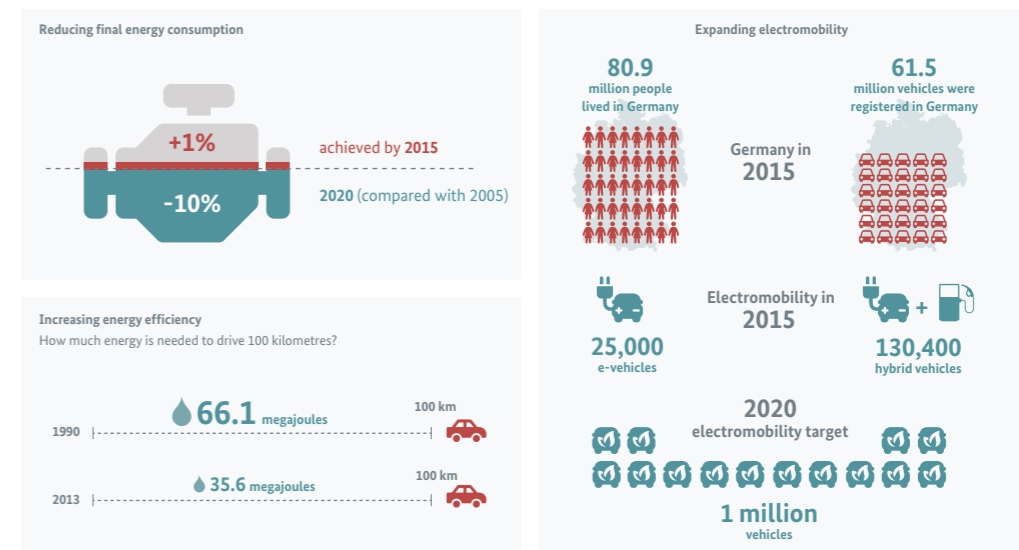 Reducing final energy consumption
+1%
achieved by 2015
-10%
2020 (compared with 2005)
Increasing energy efficiency
How much energy is needed to drive 100 kilometres?
1990
66.1 megajoules
100 km
2013
35.6 megajoules
100 km
Expanding electromobility
80.9
million people
lived in Germany
61.5
million vehicles were
registered in Germany
Germany in
2015
Electromobility in
2015
25,000
e-vehicles
+
130,400
hybrid vehicles
2020
electromobility target
1 million
vehicles